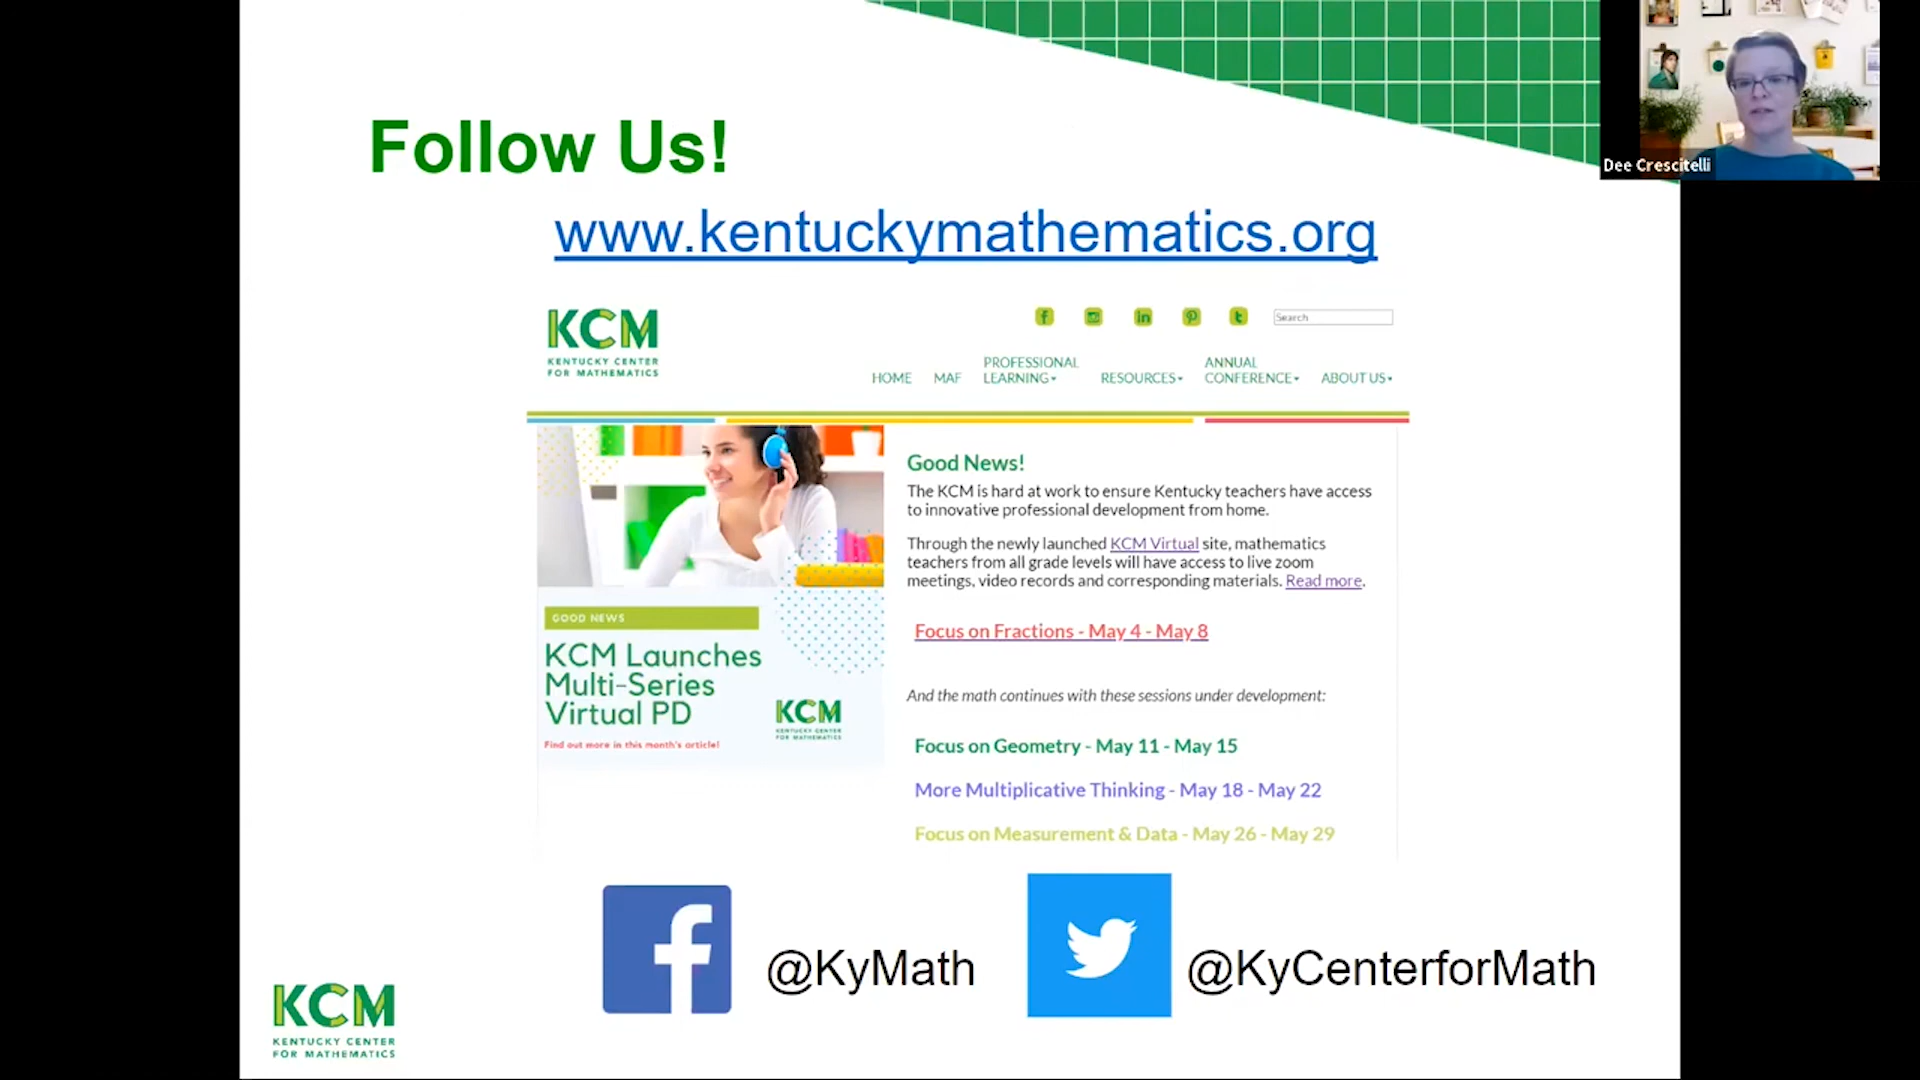 Follow Us!
Dee Crescitelli
www.kentuckymathematics.org
KCM
KENTUCKY CENTER
FOR MATHEMATICS
Search
HOME
MAF
PROFESSIONAL
LEARNING
RESOURCES
ANNUAL
CONFERENCE
ABOUT US
Good News!
The KCM is hard at work to ensure Kentucky teachers have access
to innovative professional development from home.
Through the newly launched KCM Virtual site, mathematics
teachers from all grade levels will have access to live zoom
meetings, video records and corresponding materials. Read more.
Focus on Fractions - May 4 - May 8
And the math continues with these sessions under development:
Focus on Geometry - May 11 - May 15
More Multiplicative Thinking - May 18 - May 22
Focus on Measurement & Data - May 26 - May 29
GOOD NEWS
KCM Launches
Multi-Series
Virtual PD
Find out more in this month's article!
KCM
KENTUCKY CENTER
FOR MATHEMATICS
@KyMath
@KyCenterforMath
KCM
KENTUCKY CENTER
FOR MATHEMATICS